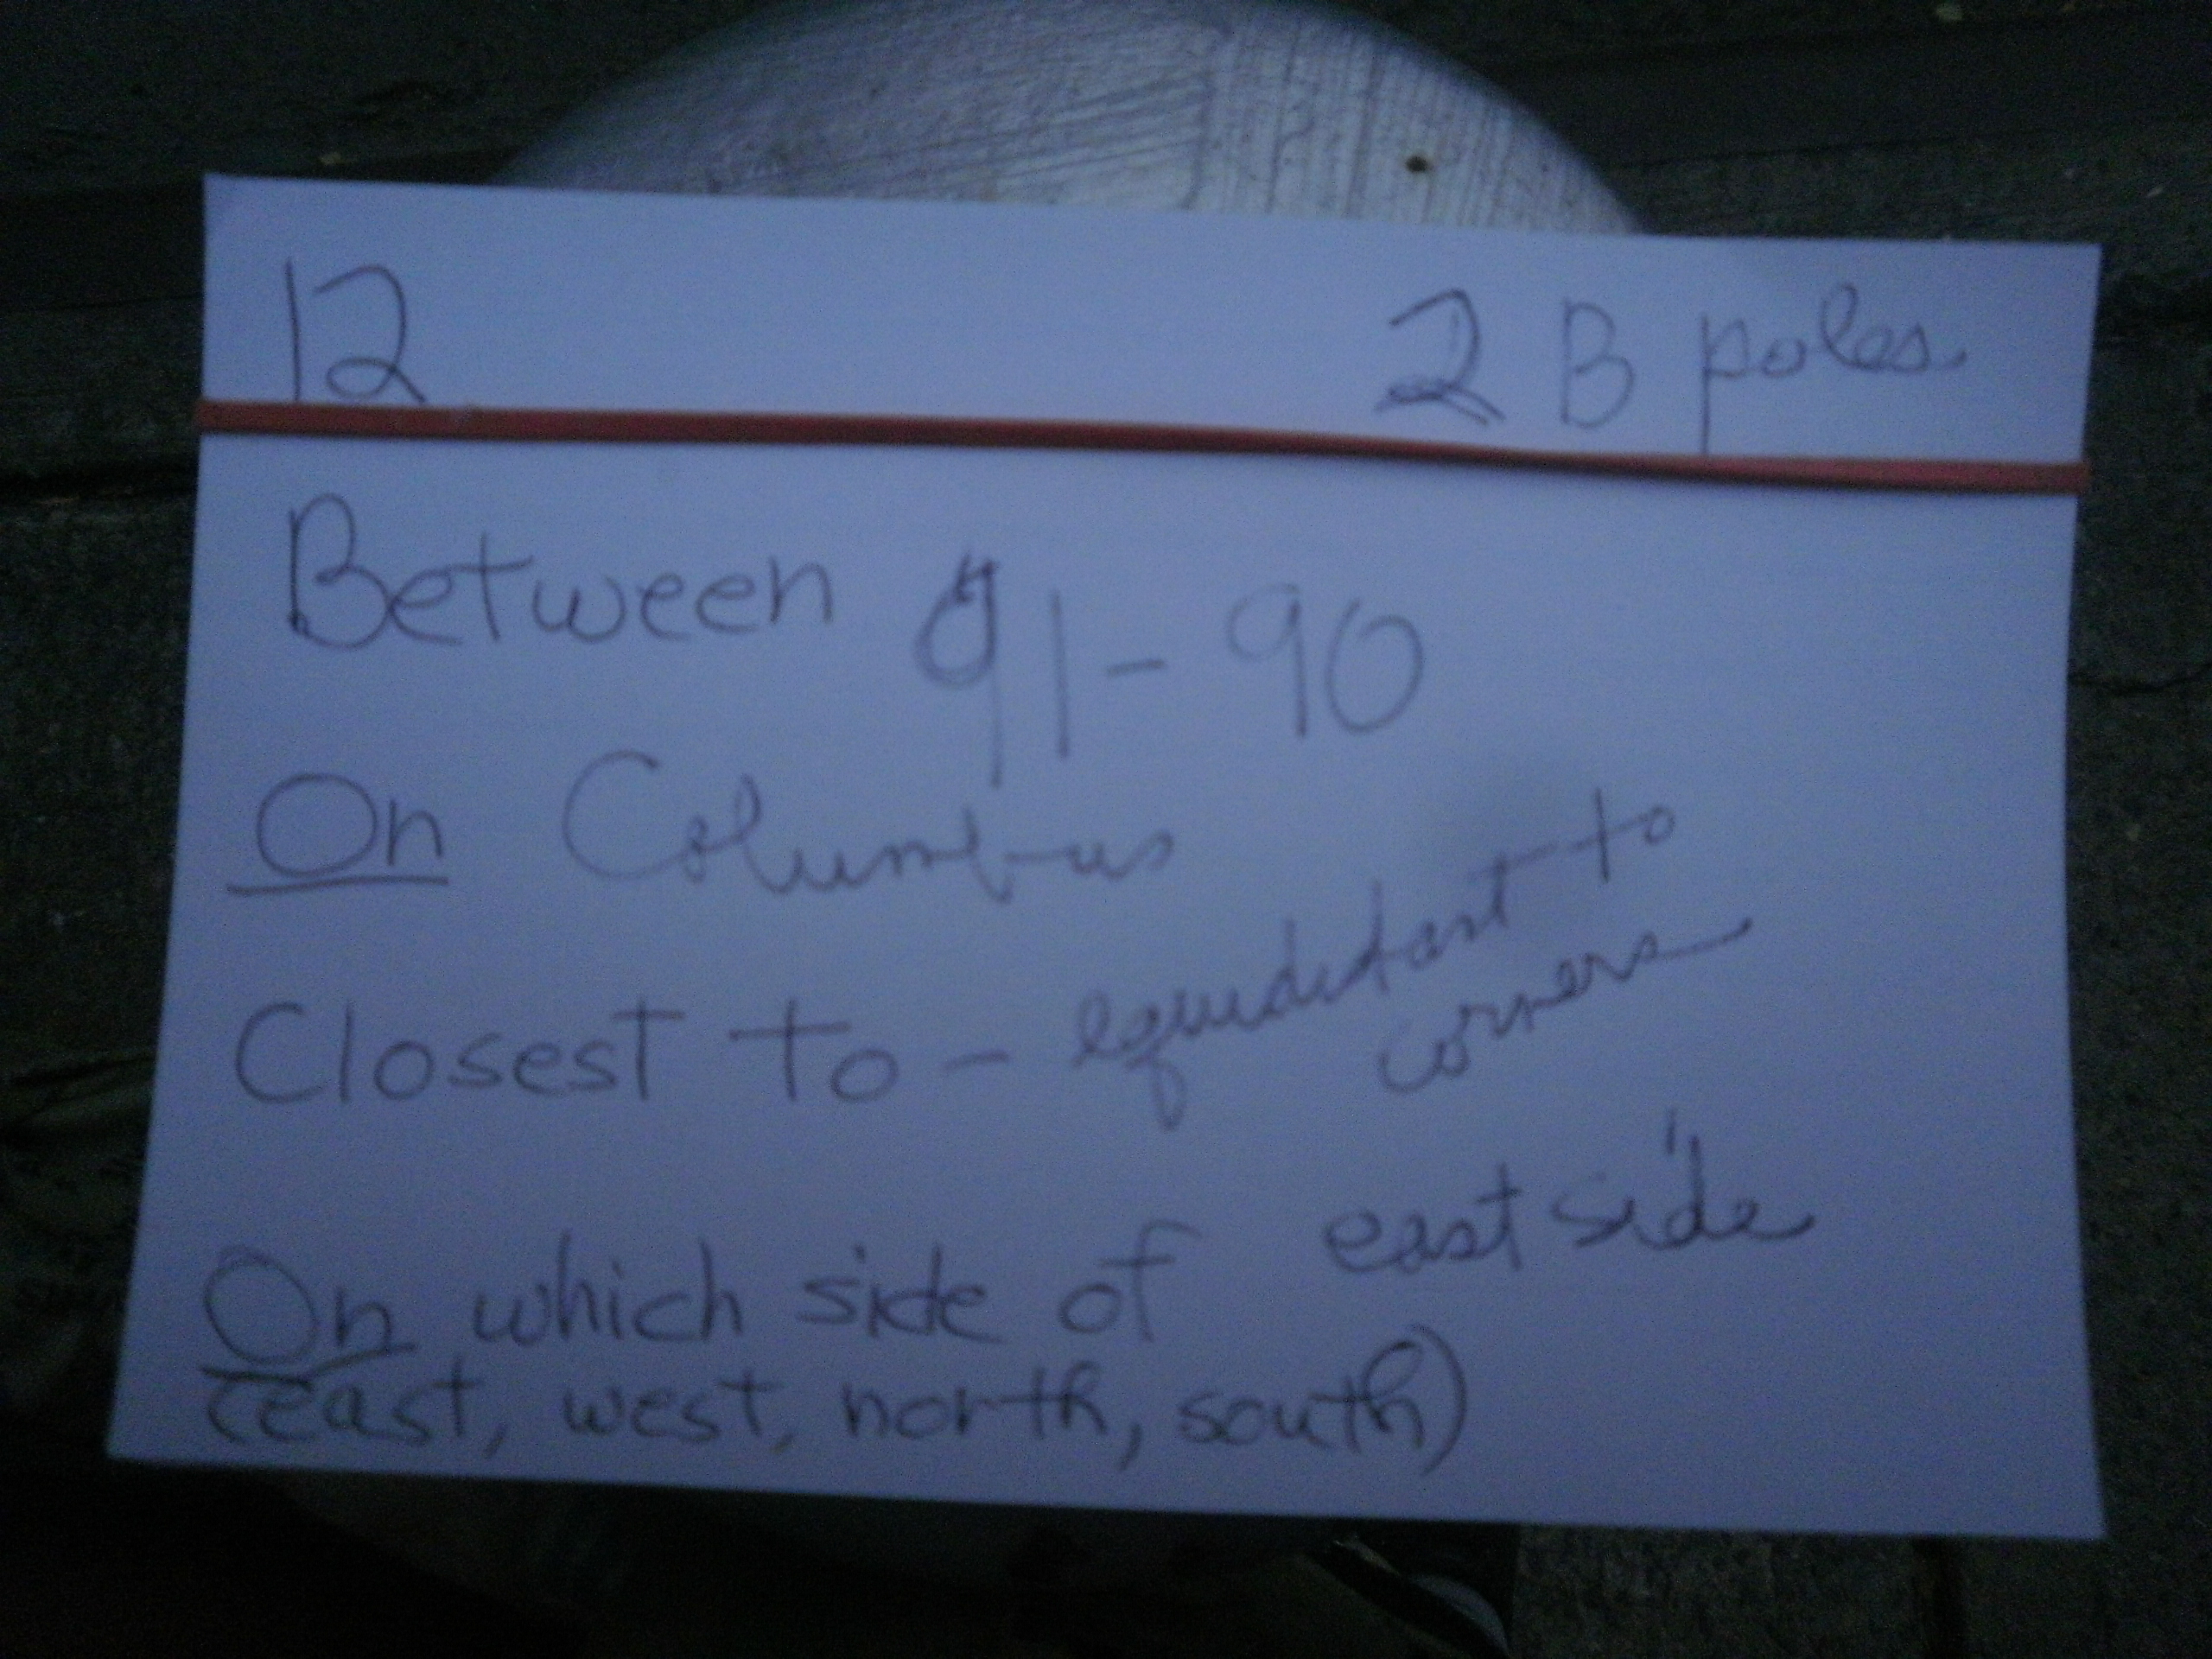 12 2 B poles
Between 91-90
On Columbus
Closest to - equidistant to
corners
On which side of east side
(east, west, north, south)